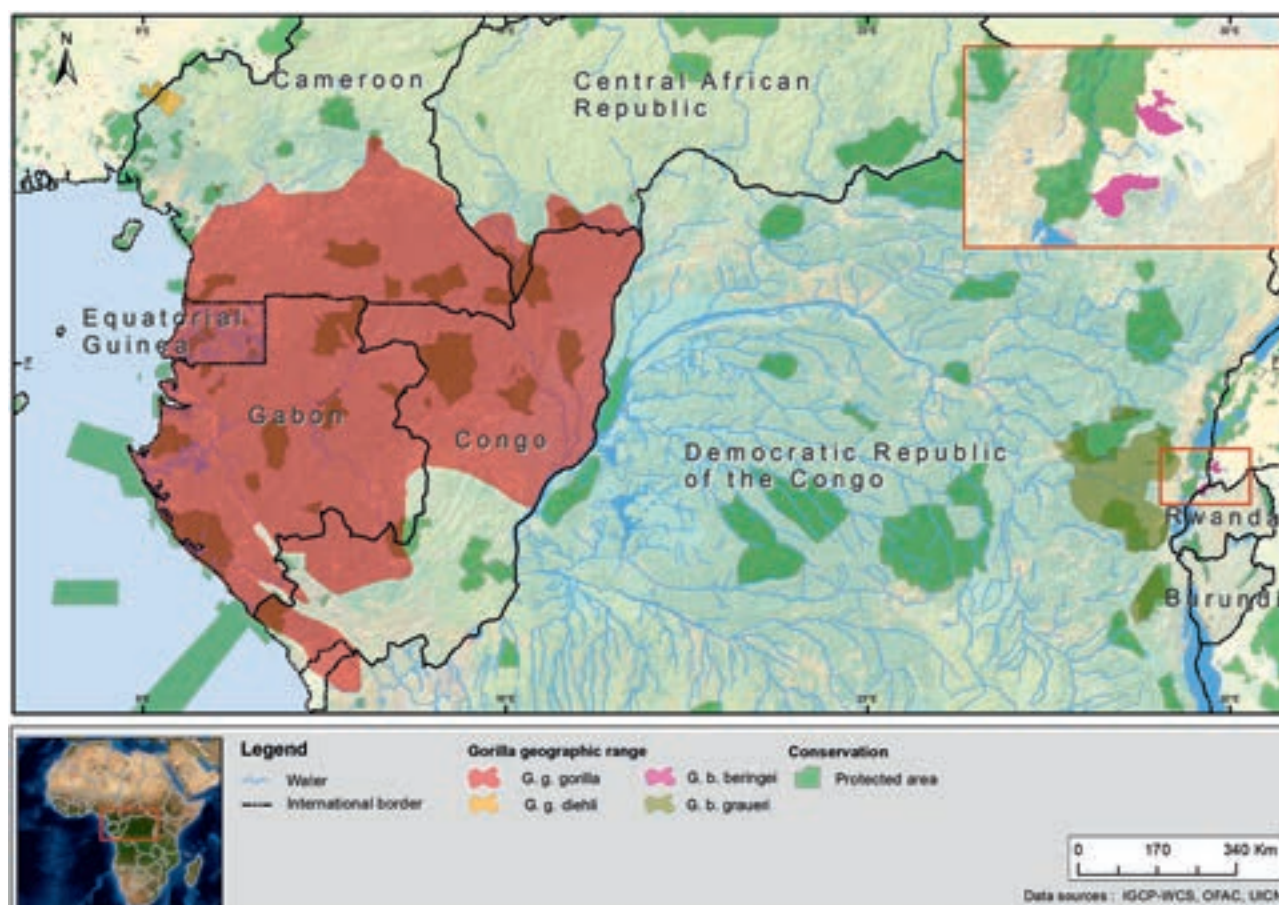 N
Cameroon
Central African
Republic
Equatorial
Guinea
Gabon
Congo
Democratic Republic
of the Congo
Rwanda
Burundi
Legend
Water
International border
Gorilla geographic range
G. g. gorilla
G. g. diehli
G. b. beringei
G. b. graueri
Conservation
Protected area
0 170 340 Km
Data sources : IGCP-WCS, OFAC, UICN